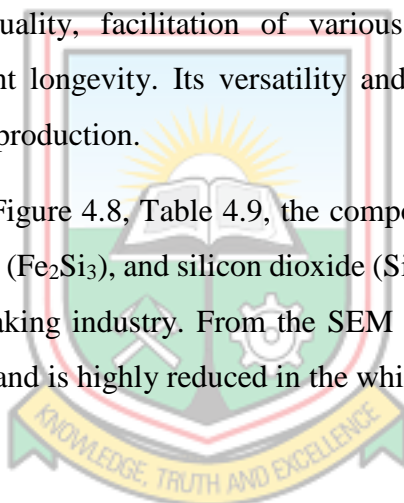 uality, facilitation of various
nt longevity. Its versatility and
production.
Figure 4.8, Table 4.9, the compo
(Fe₂Si₃), and silicon dioxide (Si
aking industry. From the SEM
and is highly reduced in the whi
KNOWLEDGE, TRUTH AND EXCELLENCE